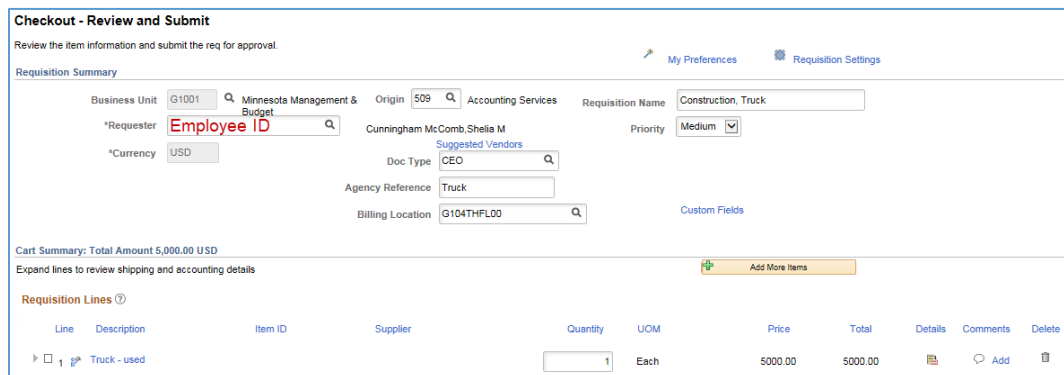 Checkout - Review and Submit
Review the item information and submit the req for approval.
My Preferences Requisition Settings
Requisition Summary
Business Unit G1001 Minnesota Management & Budget Origin 509 Accounting Services Requisition Name Construction, Truck
*Requester Employee ID Cunningham McComb,Shelia M Priority Medium
Suggested Vendors
*Currency USD Doc Type CEO
Agency Reference Truck
Billing Location G104THFL00 Custom Fields
Cart Summary: Total Amount 5,000.00 USD
Expand lines to review shipping and accounting details Add More Items
Requisition Lines ?
Line Description Item ID Supplier Quantity UOM Price Total Details Comments Delete
1 Truck - used 1 Each 5000.00 5000.00 Add